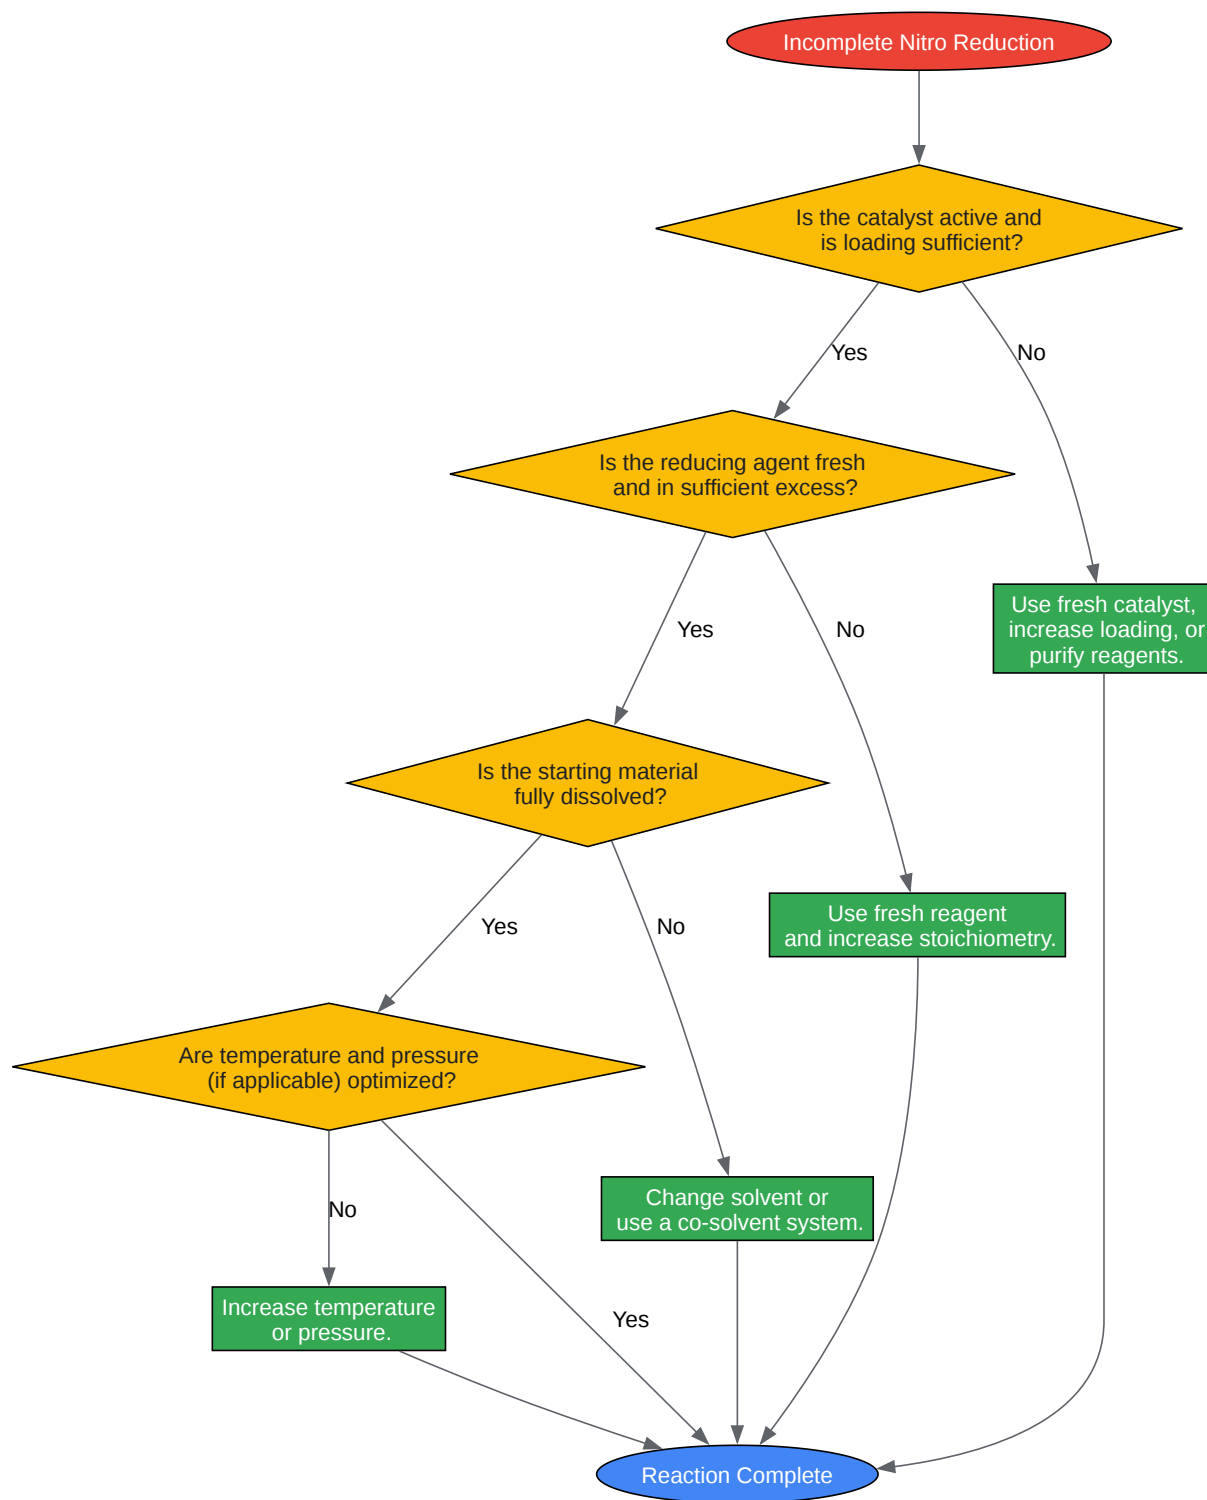 Incomplete Nitro Reduction
Is the catalyst active and
is loading sufficient?
Yes
No
Is the reducing agent fresh
and in sufficient excess?
Use fresh catalyst,
increase loading, or
purify reagents.
Yes
No
Is the starting material
fully dissolved?
Use fresh reagent
and increase stoichiometry.
Yes
No
Are temperature and pressure
(if applicable) optimized?
Change solvent or
use a co-solvent system.
No
Yes
Increase temperature
or pressure.
Reaction Complete